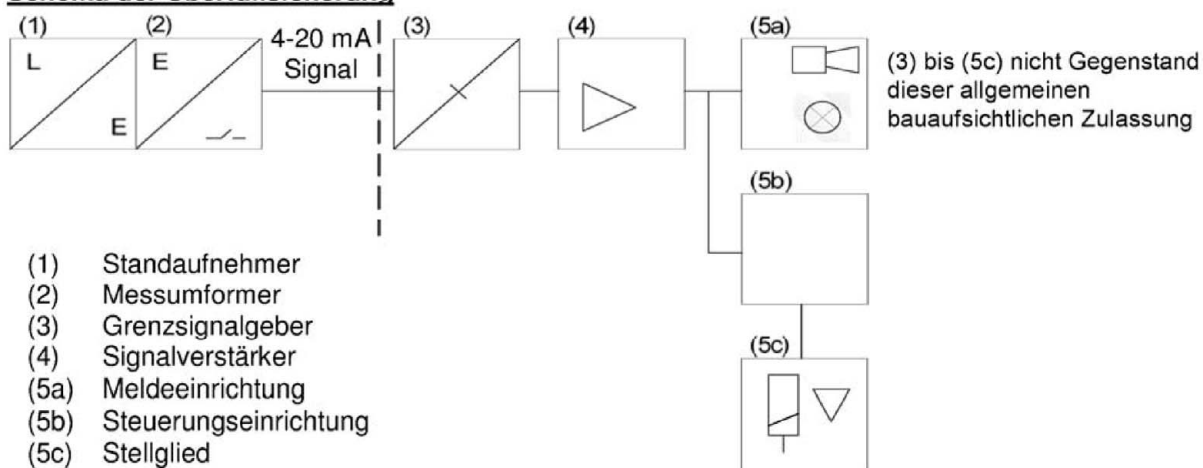 (1)
(2)
L
E
E
4-20 mA
Signal
(3)
(4)
(5a)
(3) bis (5c) nicht Gegenstand
dieser allgemeinen
bauaufsichtlichen Zulassung
(5b)
(5c)
(1) Standaufnehmer
(2) Messumformer
(3) Grenzsignalgeber
(4) Signalverstärker
(5a) Meldeeinrichtung
(5b) Steuerungseinrichtung
(5c) Stellglied